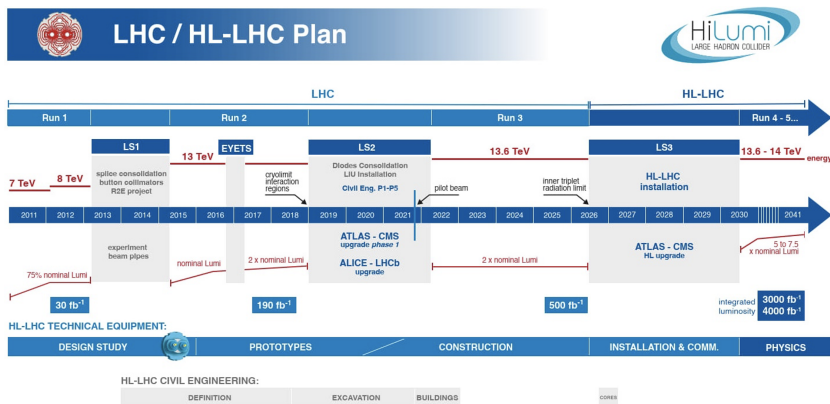 LHC / HL-LHC Plan
HiLumi
LARGE HADRON COLLIDER
LHC
HL-LHC
Run 1
Run 2
Run 3
Run 4 - 5...
LS1
EYETS
LS2
LS3
13 TeV
13.6 TeV
13.6 - 14 TeV
energy
splice consolidation
button collimators
R2E project
cryolimit
interaction
regions
Diodes Consolidation
LIU Installation
Civil Eng. P1-P5
pilot beam
inner triplet
radiation limit
HL-LHC
installation
7 TeV
8 TeV
2011 2012 2013 2014 2015 2016 2017 2018 2019 2020 2021 2022 2023 2024 2025 2026 2027 2028 2029 2030 2041
experiment
beam pipes
ATLAS - CMS
upgrade phase 1
ALICE - LHCb
upgrade
ATLAS - CMS
HL upgrade
5 to 7.5
x nominal Lumi
75% nominal Lumi
nominal Lumi
2 x nominal Lumi
2 x nominal Lumi
30 fb-1
190 fb-1
500 fb-1
integrated
luminosity
3000 fb-1
4000 fb-1
HL-LHC TECHNICAL EQUIPMENT:
DESIGN STUDY
PROTOTYPES
CONSTRUCTION
INSTALLATION & COMM.
PHYSICS
HL-LHC CIVIL ENGINEERING:
DEFINITION
EXCAVATION
BUILDINGS
CORES